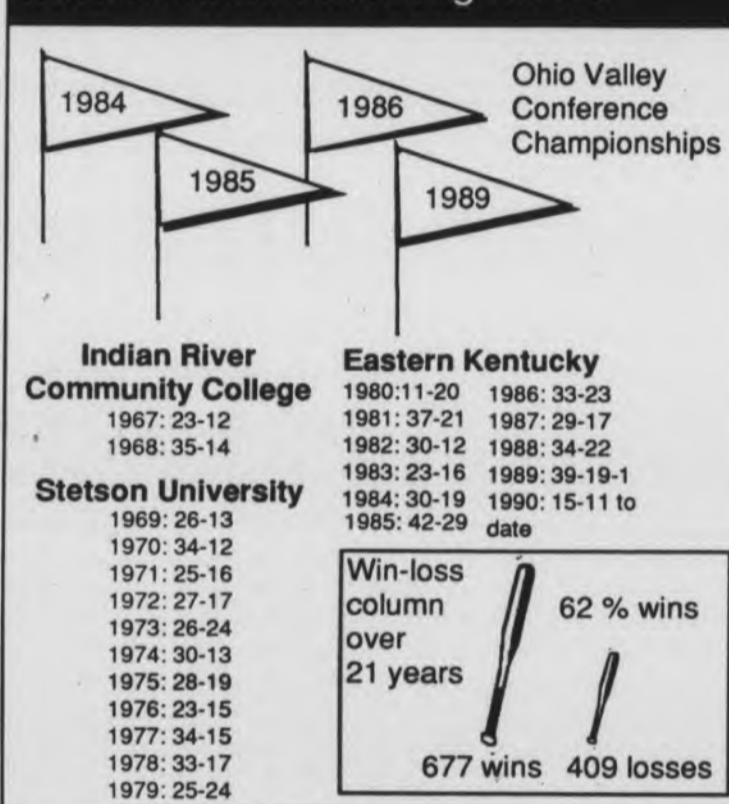 1984
1985
1986
1989
Ohio Valley
Conference
Championships
Indian River
Community College
1967: 23-12
1968: 35-14
Stetson University
1969: 26-13
1970: 34-12
1971: 25-16
1972: 27-17
1973: 26-24
1974: 30-13
1975: 28-19
1976: 23-15
1977: 34-15
1978: 33-17
1979: 25-24
Eastern Kentucky
1980:11-20
1981: 37-21
1982: 30-12
1983: 23-16
1984: 30-19
1985: 42-29
1986: 33-23
1987: 29-17
1988: 34-22
1989: 39-19-1
1990: 15-11 to
date
Win-loss
column
over
21 years
62 % wins
677 wins
409 losses